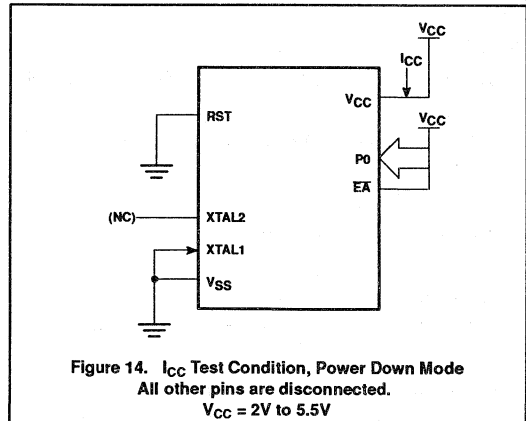 VCC
ICC
VCC
RST
VCC
P0
EA
(NC)
XTAL2
XTAL1
VSS
Figure 14. ICC Test Condition, Power Down Mode
All other pins are disconnected.
VCC = 2V to 5.5V